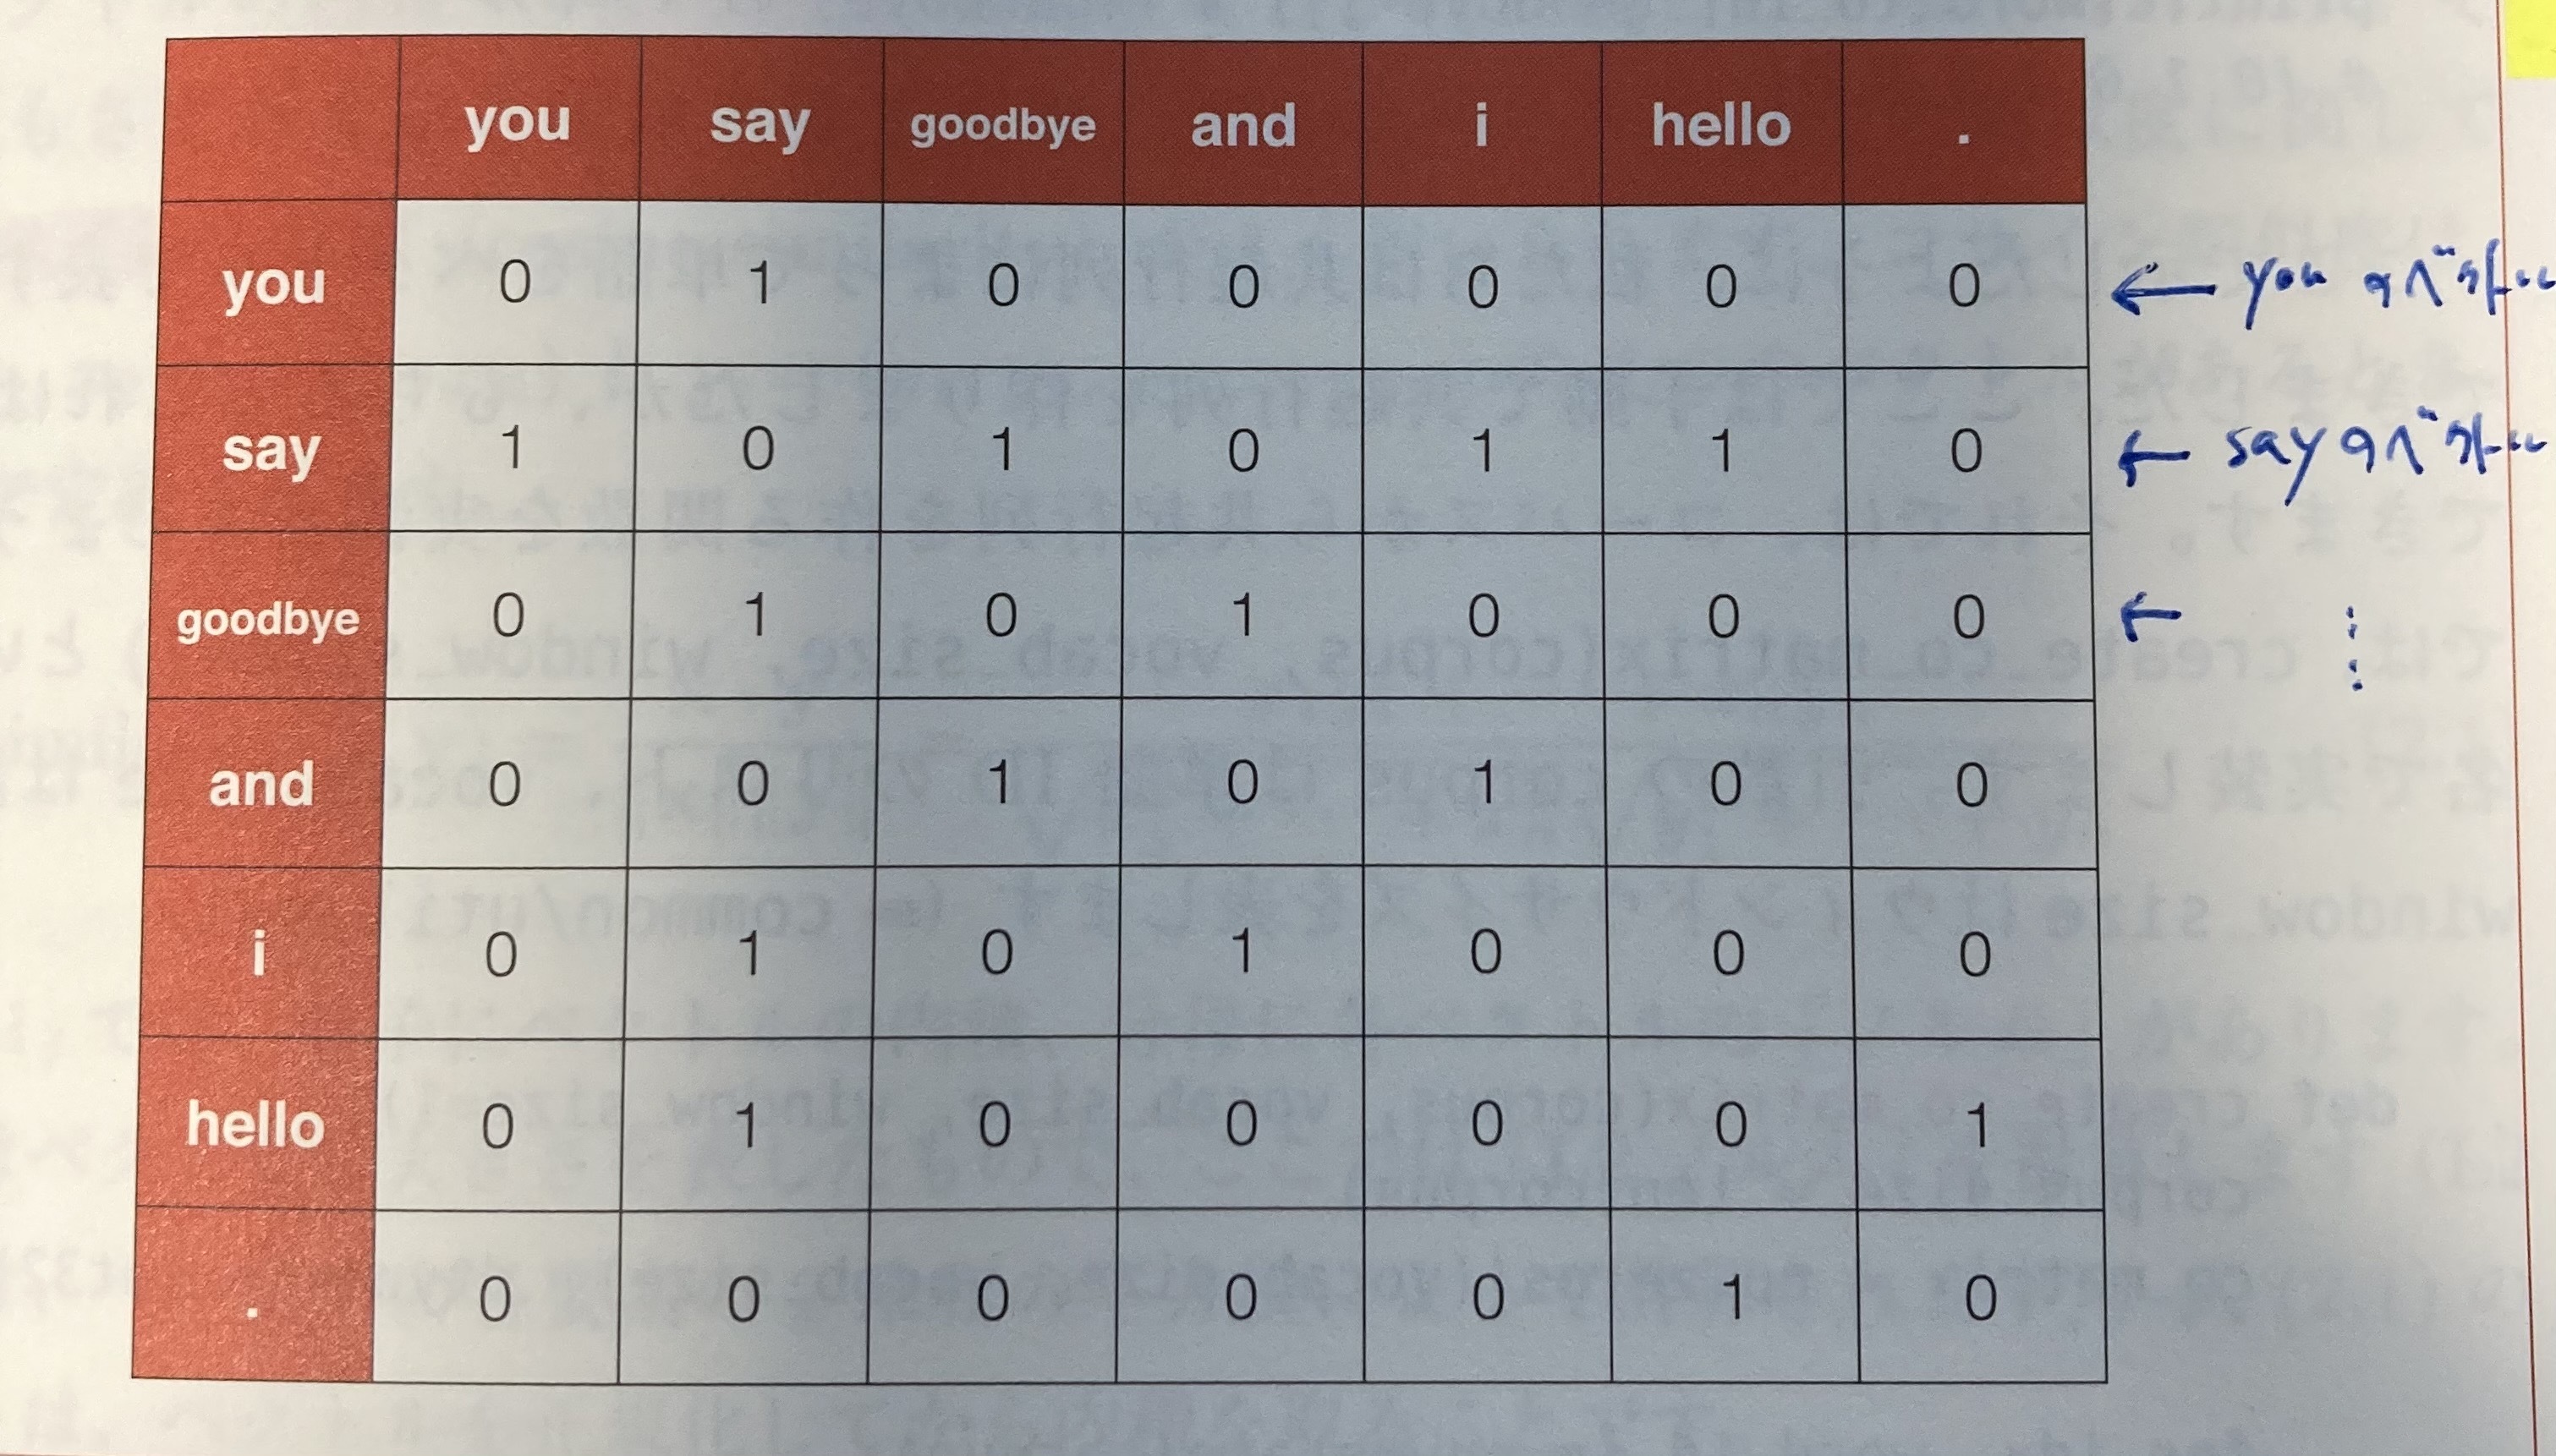 you say goodbye and i hello .
you 0 1 0 0 0 0 0 ← you のベクトル
say 1 0 1 0 1 1 0 ← say のベクトル
goodbye 0 1 0 1 0 0 0 ← ⋮
and 0 0 1 0 1 0 0
i 0 1 0 1 0 0 0
hello 0 1 0 0 0 0 1
. 0 0 0 0 0 1 0